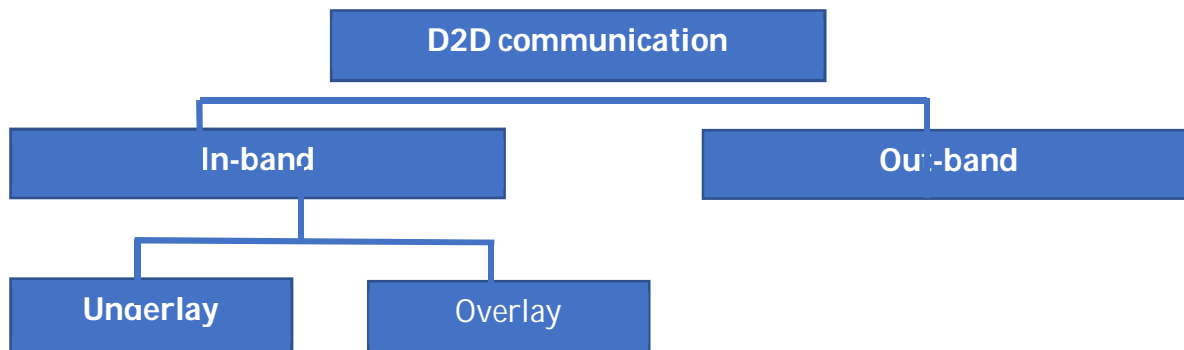 D2D communication
In-band
Out-band
Underlay
Overlay